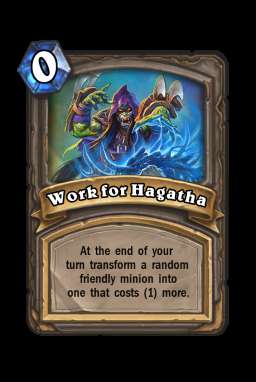 0
Work for Hagatha
At the end of your
turn transform a random
friendly minion into
one that costs (1) more.